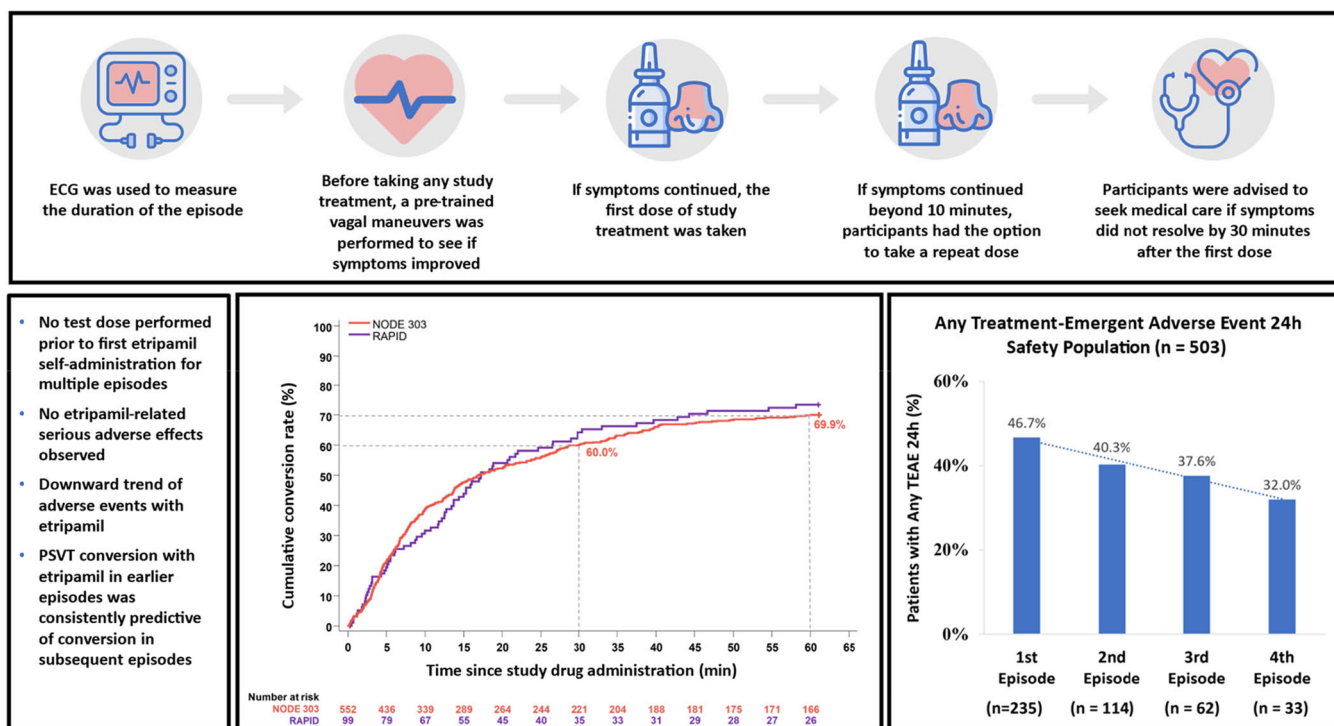 ECG was used to measure
the duration of the episode
Before taking any study
treatment, a pre-trained
vagal maneuvers was
performed to see if
symptoms improved
If symptoms continued, the
first dose of study
treatment was taken
If symptoms continued
beyond 10 minutes,
participants had the option
to take a repeat dose
Participants were advised to
seek medical care if symptoms
did not resolve by 30 minutes
after the first dose
• No test dose performed
prior to first etripamil
self-administration for
multiple episodes
• No etripamil-related
serious adverse effects
observed
• Downward trend of
adverse events with
etripamil
• PSVT conversion with
etripamil in earlier
episodes was
consistently predictive
of conversion in
subsequent episodes
NODE 303
RAPID
Cumulative conversion rate (%)
100
90
80
70
60
50
40
30
20
10
0
60.0%
69.9%
0 5 10 15 20 25 30 35 40 45 50 55 60 65
Time since study drug administration (min)
Number at risk
NODE 303 552 436 339 289 264 244 221 204 188 181 175 171 166
RAPID 99 79 67 55 45 40 35 33 31 29 28 27 26
Any Treatment-Emergent Adverse Event 24h
Safety Population (n = 503)
Patients with Any TEAE 24h (%)
60%
40%
20%
0%
46.7%
40.3%
37.6%
32.0%
1st 2nd 3rd 4th
Episode Episode Episode Episode
(n=235) (n = 114) (n = 62) (n = 33)